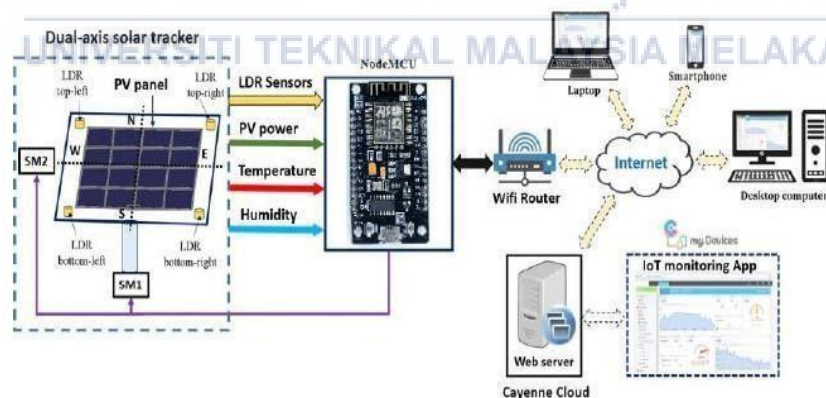 UNIVERSITI TEKNIKAL MALAYSIA MELAKA
Dual-axis solar tracker
LDR
top-left
PV panel
LDR
top-right
N
W
E
S
SM2
LDR
bottom-left
LDR
bottom-right
SM1
LDR Sensors
PV power
Temperature
Humidity
NodeMCU
Wifi Router
Laptop
Smartphone
Internet
Desktop computer
my Devices
IoT monitoring App
Web server
Cayenne Cloud